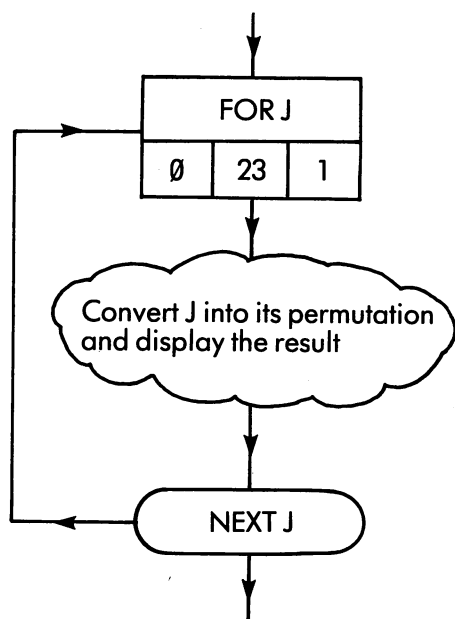 FOR J
Ø 23 1
Convert J into its permutation
and display the result
NEXT J